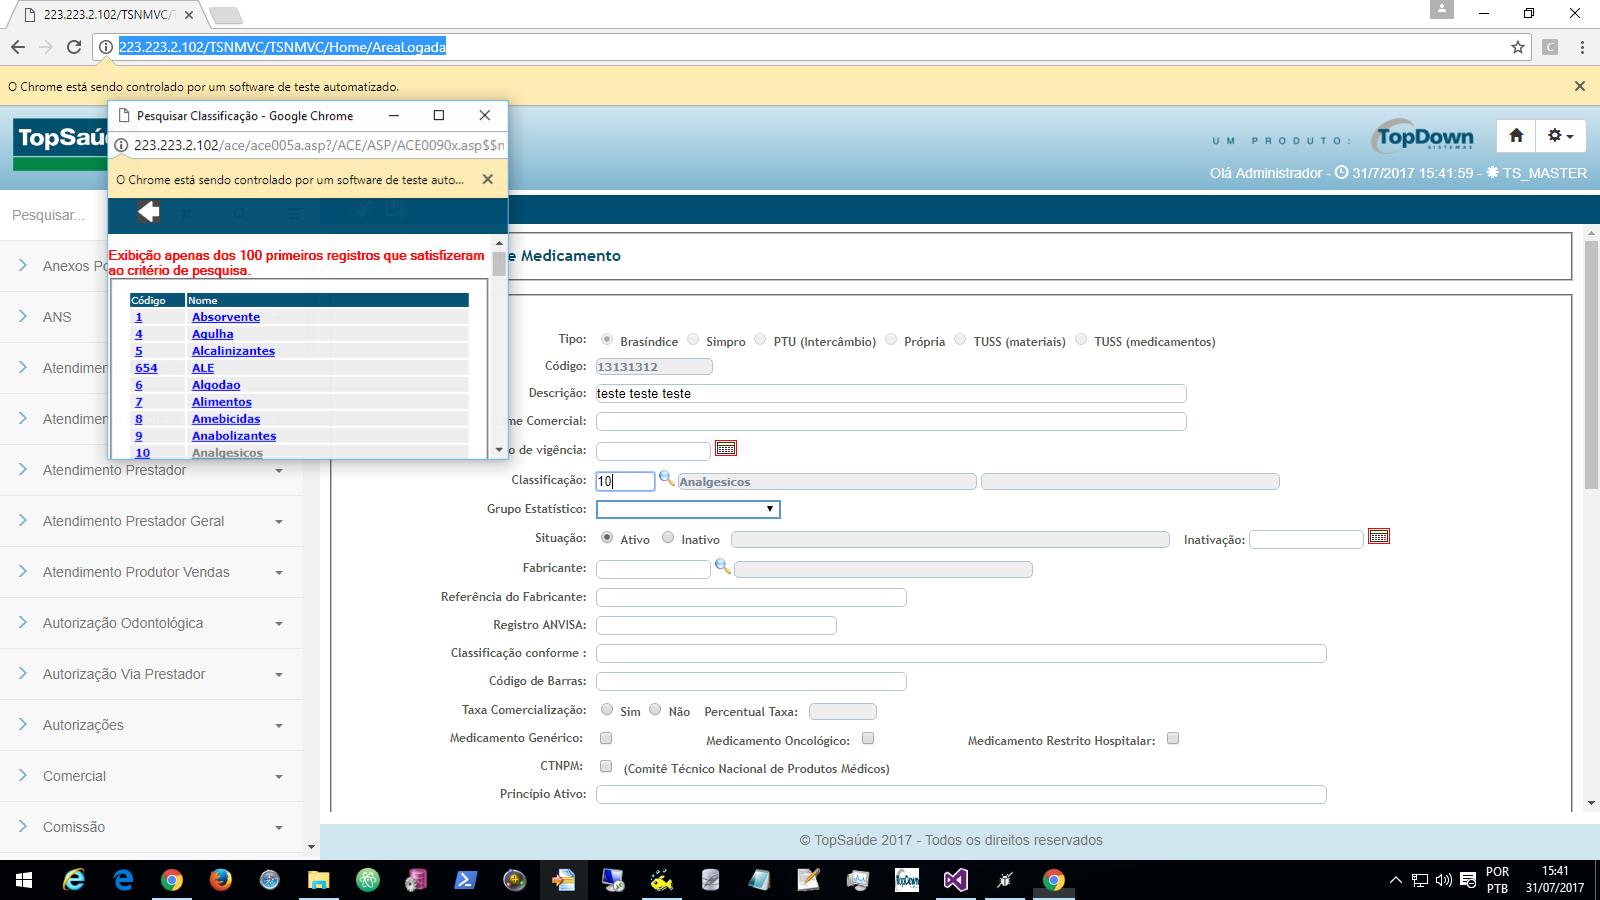 223.223.2.102/TSNMVC/T
223.223.2.102/TSNMVC/TSNMVC/Home/AreaLogada
O Chrome está sendo controlado por um software de teste automatizado.
Pesquisar Classificação - Google Chrome
223.223.2.102/ace/ace005a.asp?/ACE/ASP/ACE0090x.asp$$n
O Chrome está sendo controlado por um software de teste auto...
Exibição apenas dos 100 primeiros registros que satisfizeram
ao critério de pesquisa.
Código Nome
1 Absorvente
4 Agulha
5 Alcalinizantes
654 ALE
6 Algodao
7 Alimentos
8 Amebicidas
9 Anabolizantes
10 Analgesicos
TopSaúd
UM PRODUTO: TopDown
SISTEMAS
Olá Administrador - 31/7/2017 15:41:59 - TS_MASTER
Pesquisar...
Anexos Po
ANS
Atendimen
Atendimen
Atendimento Prestador
Atendimento Prestador Geral
Atendimento Produtor Vendas
Autorização Odontológica
Autorização Via Prestador
Autorizações
Comercial
Comissão
e Medicamento
Tipo: Brasíndice Simpro PTU (Intercâmbio) Própria TUSS (materiais) TUSS (medicamentos)
Código: 13131312
Descrição: teste teste teste
me Comercial:
o de vigência:
Classificação: 10 Analgesicos
Grupo Estatístico:
Situação: Ativo Inativo Inativação:
Fabricante:
Referência do Fabricante:
Registro ANVISA:
Classificação conforme :
Código de Barras:
Taxa Comercialização: Sim Não Percentual Taxa:
Medicamento Genérico: Medicamento Oncológico: Medicamento Restrito Hospitalar:
CTNPM: (Comitê Técnico Nacional de Produtos Médicos)
Princípio Ativo:
© TopSaúde 2017 - Todos os direitos reservados
TopDown
POR
PTB
15:41
31/07/2017